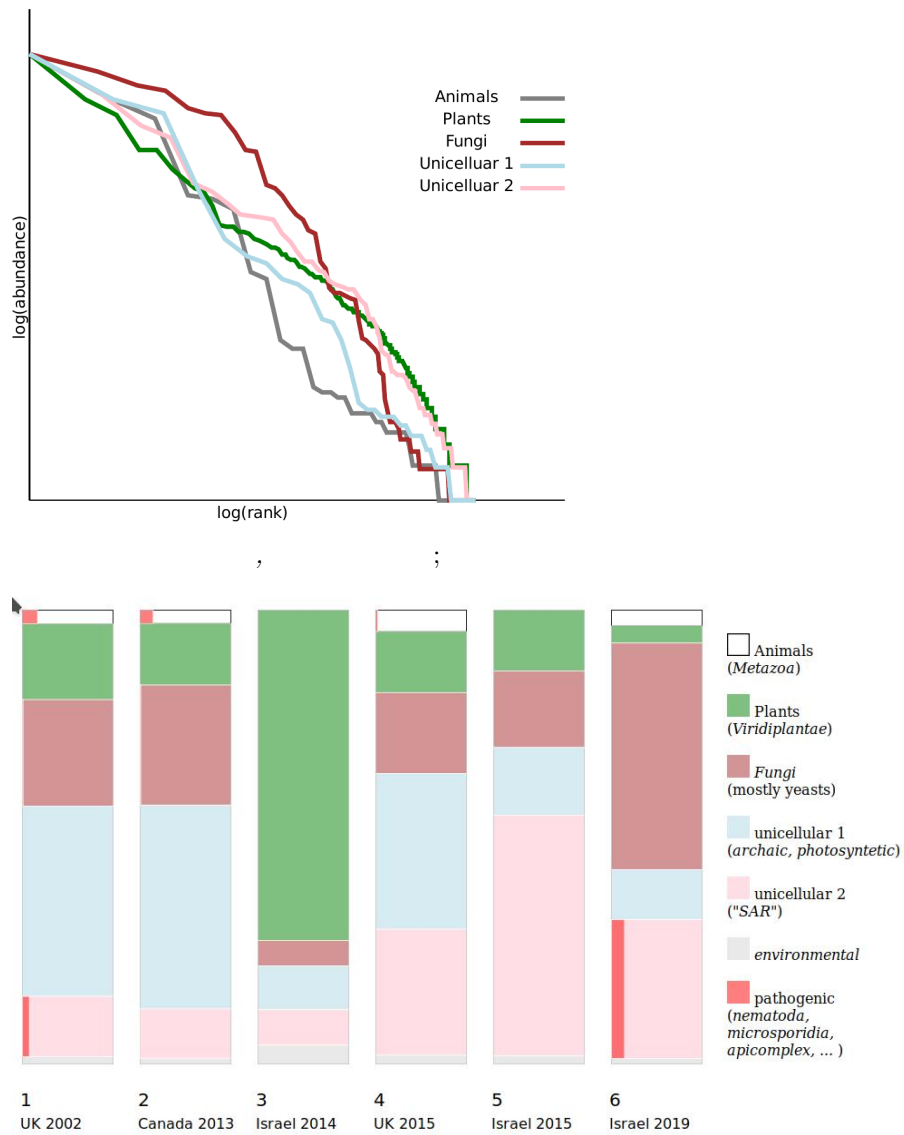 Animals
Plants
Fungi
Unicelluar 1
Unicelluar 2
log(abundance)
log(rank)
, ;
Animals
(Metazoa)
Plants
(Viridiplantae)
Fungi
(mostly yeasts)
unicellular 1
(archaic, photosyntetic)
unicellular 2
("SAR")
environmental
pathogenic
(nematoda,
microsporidia,
apicomplex, ... )
1 2 3 4 5 6
UK 2002 Canada 2013 Israel 2014 UK 2015 Israel 2015 Israel 2019